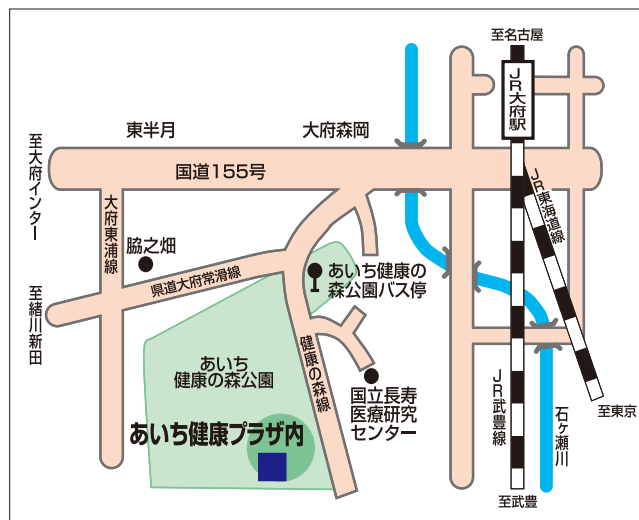 至名古屋
JR大府駅
東半月
大府森岡
至大府インター
国道155号
JR東海道線
大府東浦線
脇之畑
県道大府常滑線
あいち健康の
森公園バス停
至緒川新田
健康の森線
あいち
健康の森公園
国立長寿
医療研究
センター
JR武豊線
石ヶ瀬川
至東京
あいち健康プラザ内
至武豊